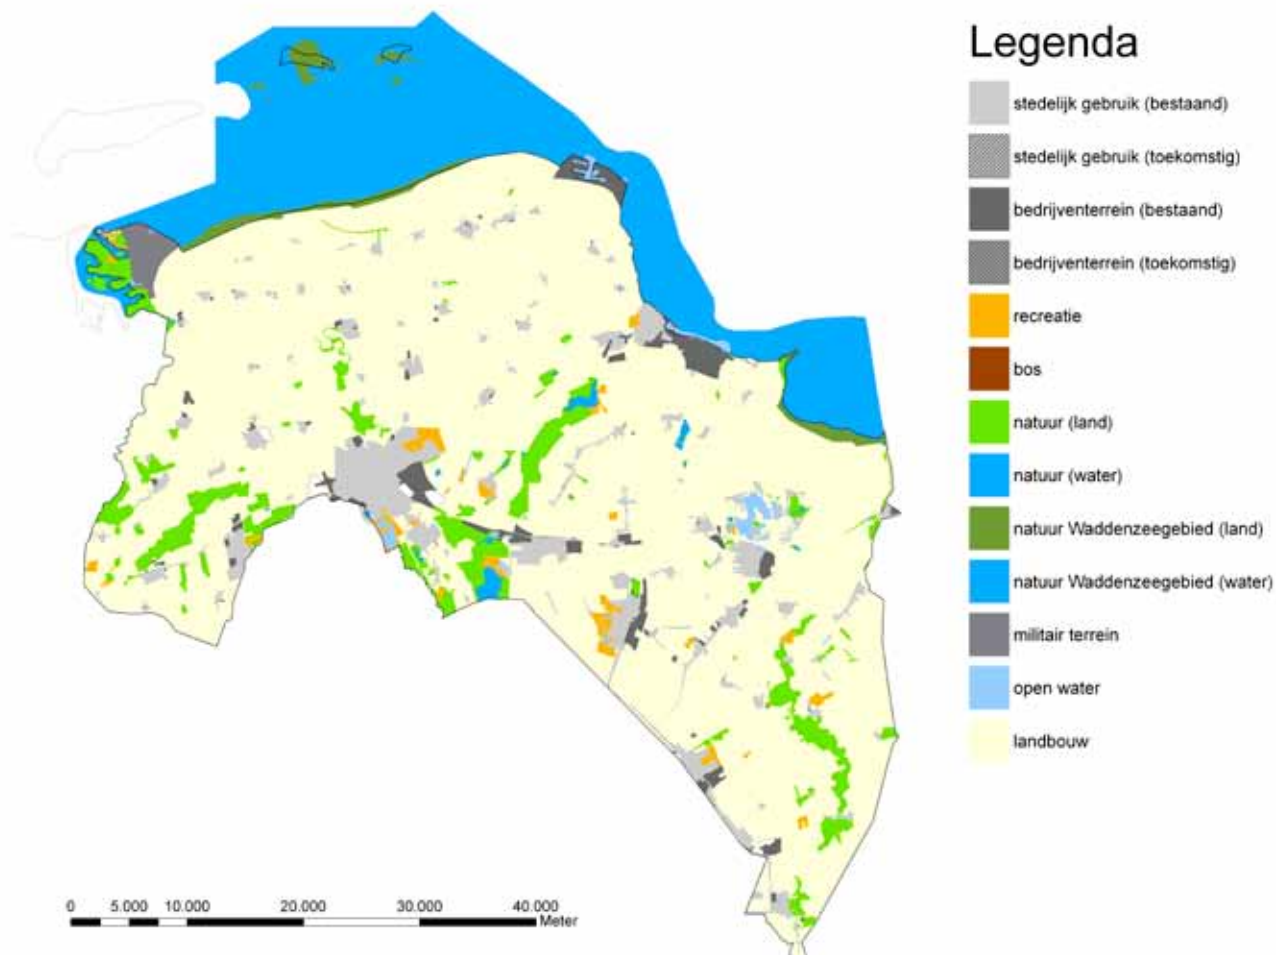 Legenda
stedelijk gebruik (bestaand)
stedelijk gebruik (toekomstig)
bedrijventerrein (bestaand)
bedrijventerrein (toekomstig)
recreatie
bos
natuur (land)
natuur (water)
natuur Waddenzeegebied (land)
natuur Waddenzeegebied (water)
militair terrein
open water
landbouw
0 5.000 10.000 20.000 30.000 40.000
Meter